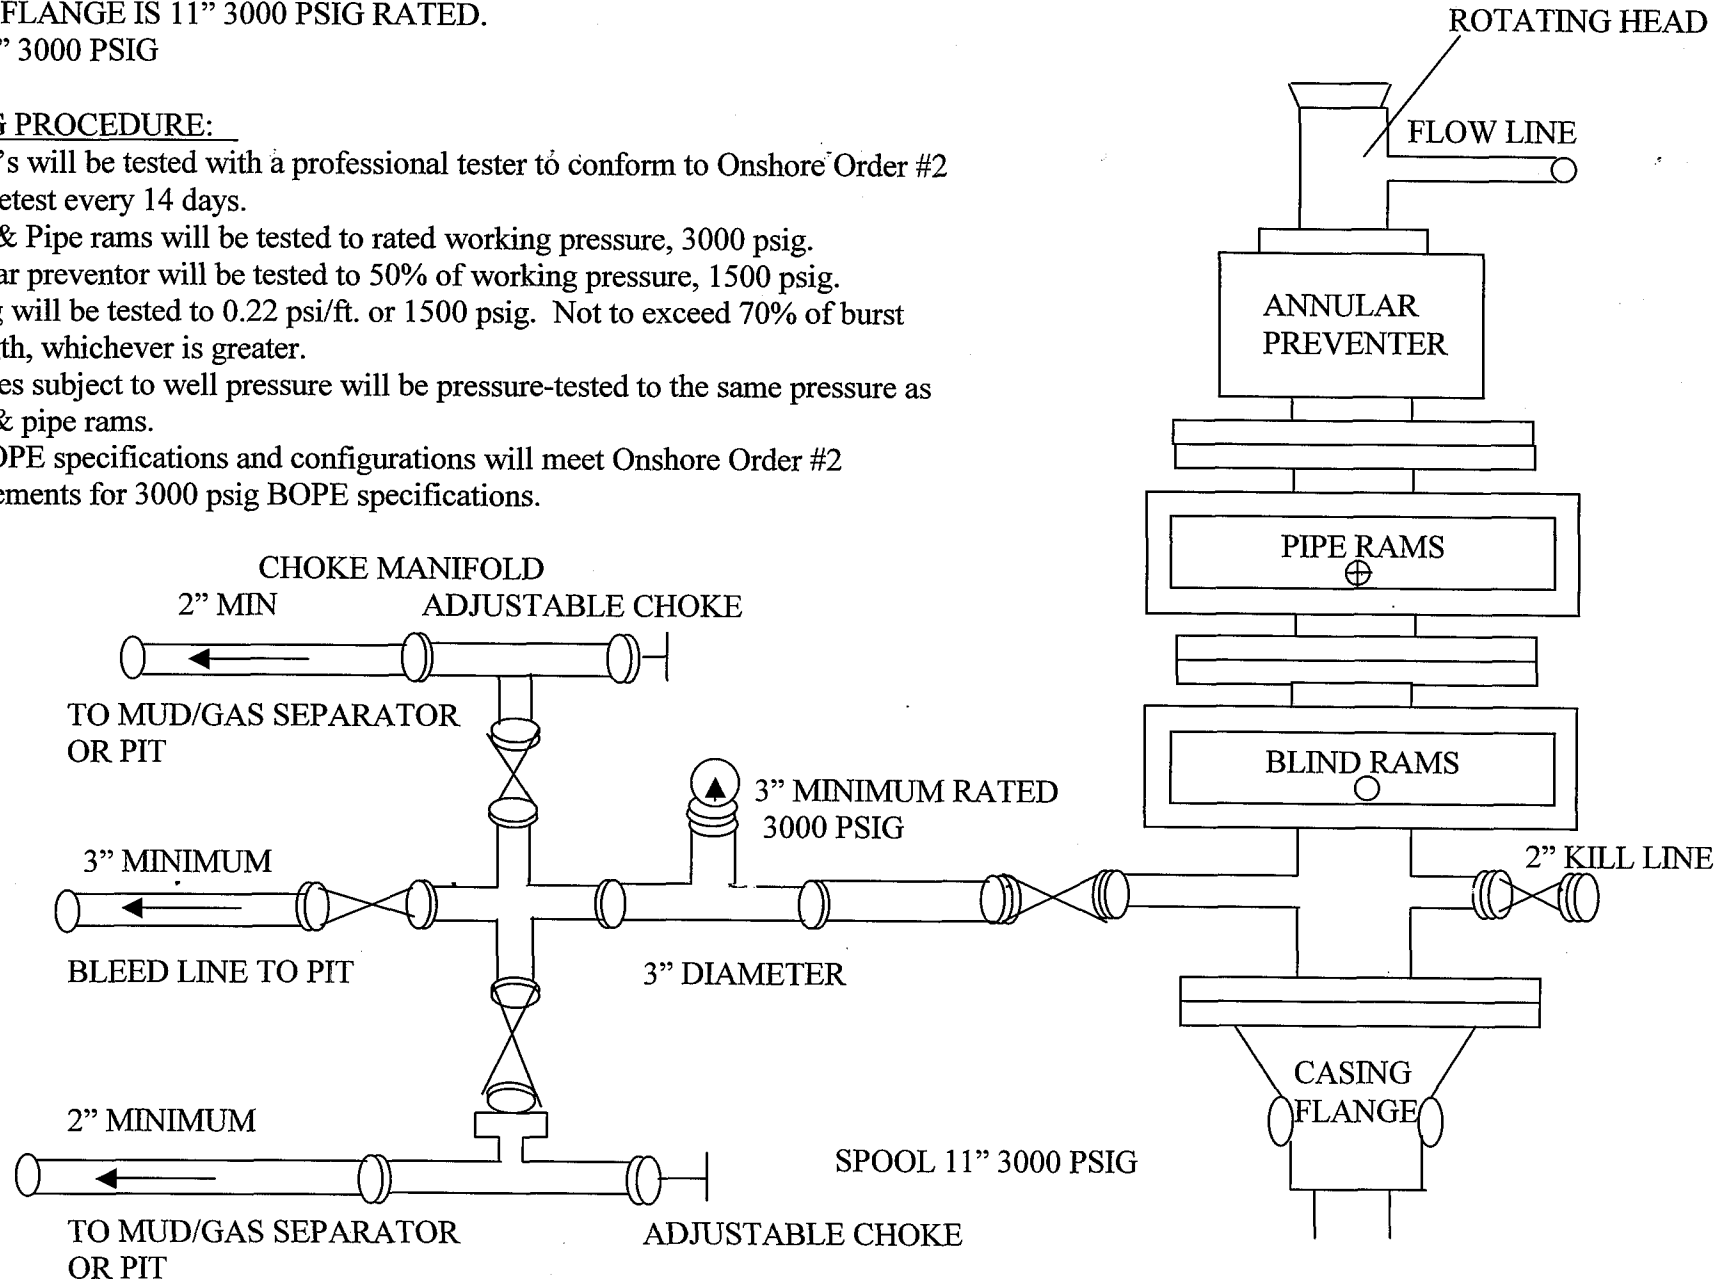 FLANGE IS 11” 3000 PSIG RATED.
” 3000 PSIG
G PROCEDURE:
’s will be tested with a professional tester to conform to Onshore Order #2
etest every 14 days.
& Pipe rams will be tested to rated working pressure, 3000 psig.
ar preventor will be tested to 50% of working pressure, 1500 psig.
g will be tested to 0.22 psi/ft. or 1500 psig. Not to exceed 70% of burst
gth, whichever is greater.
es subject to well pressure will be pressure-tested to the same pressure as
& pipe rams.
OPE specifications and configurations will meet Onshore Order #2
ements for 3000 psig BOPE specifications.
ROTATING HEAD
FLOW LINE
ANNULAR
PREVENTER
PIPE RAMS
BLIND RAMS
2” KILL LINE
CASING
FLANGE
CHOKE MANIFOLD
2” MIN
ADJUSTABLE CHOKE
TO MUD/GAS SEPARATOR
OR PIT
3” MINIMUM RATED
3000 PSIG
3” MINIMUM
BLEED LINE TO PIT
3” DIAMETER
2” MINIMUM
SPOOL 11” 3000 PSIG
TO MUD/GAS SEPARATOR
OR PIT
ADJUSTABLE CHOKE